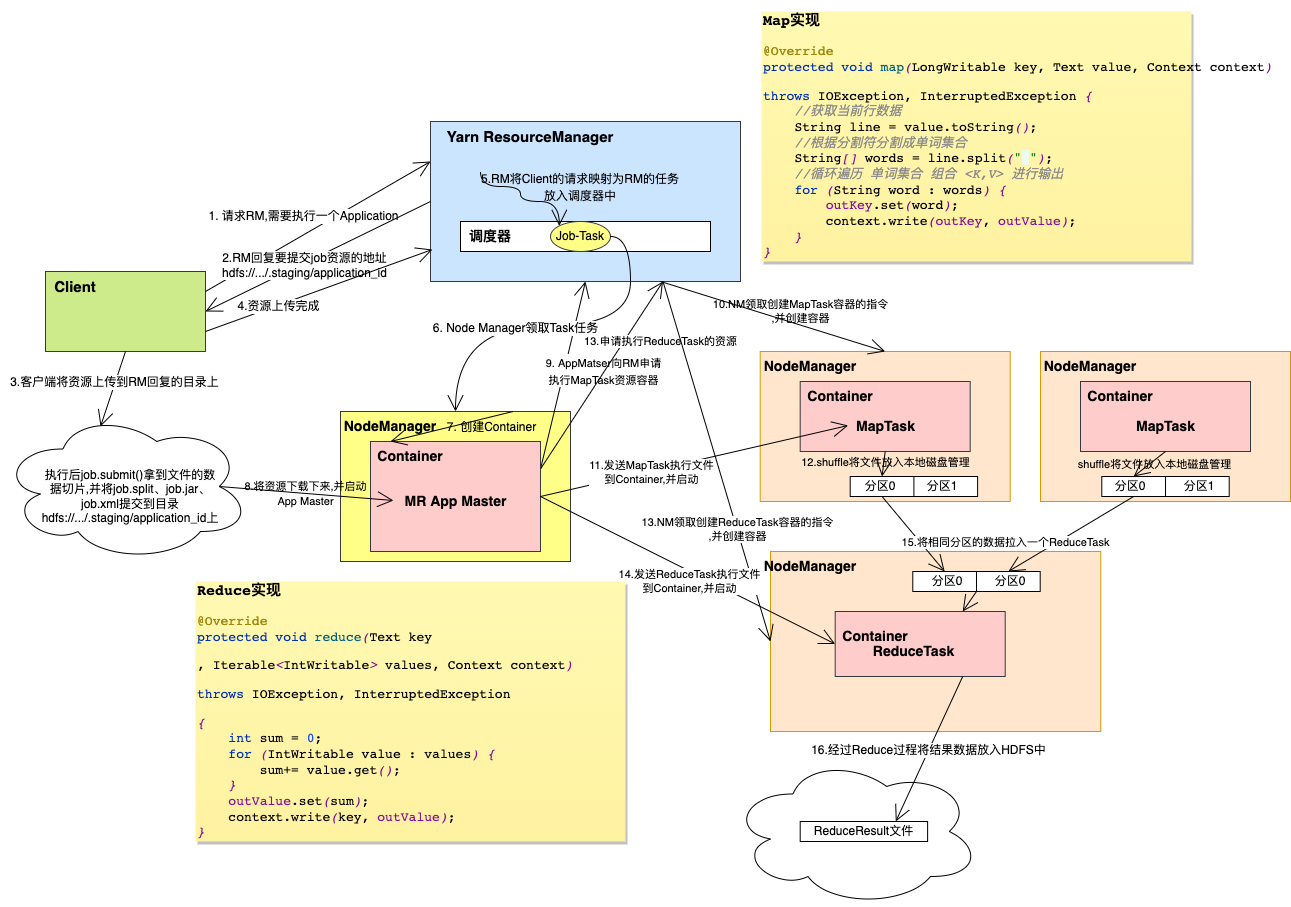 Map实现
@Override
protected void map(LongWritable key, Text value, Context context)
throws IOException, InterruptedException {
//获取当前行数据
String line = value.toString();
//根据分割符分割成单词集合
String[] words = line.split(" ");
//循环遍历 单词集合 组合 <K,V> 进行输出
for (String word : words) {
outKey.set(word);
context.write(outKey, outValue);
}
}
Yarn ResourceManager
5.RM将Client的请求映射为RM的任务
放入调度器中
调度器
Job-Task
1. 请求RM,需要执行一个Application
2.RM回复要提交job资源的地址
hdfs://.../.staging/application_id
4.资源上传完成
Client
3.客户端将资源上传到RM回复的目录上
执行后job.submit()拿到文件的数
据切片,并将job.split、job.jar、
job.xml提交到目录
hdfs://.../.staging/application_id上
6. Node Manager领取Task任务
13.申请执行ReduceTask的资源
9. AppMatser向RM申请
执行MapTask资源容器
10.NM领取创建MapTask容器的指令
,并创建容器
NodeManager
7. 创建Container
Container
MR App Master
8.将资源下载下来,并启动
App Master
11.发送MapTask执行文件
到Container,并启动
NodeManager
Container
MapTask
12.shuffle将文件放入本地磁盘管理
分区0
分区1
NodeManager
Container
MapTask
shuffle将文件放入本地磁盘管理
分区0
分区1
13.NM领取创建ReduceTask容器的指令
,并创建容器
15.将相同分区的数据拉入一个ReduceTask
14.发送ReduceTask执行文件
到Container,并启动
NodeManager
分区0
分区0
Container
ReduceTask
16.经过Reduce过程将结果数据放入HDFS中
ReduceResult文件
Reduce实现
@Override
protected void reduce(Text key
, Iterable<IntWritable> values, Context context)
throws IOException, InterruptedException
{
int sum = 0;
for (IntWritable value : values) {
sum+= value.get();
}
outValue.set(sum);
context.write(key, outValue);
}